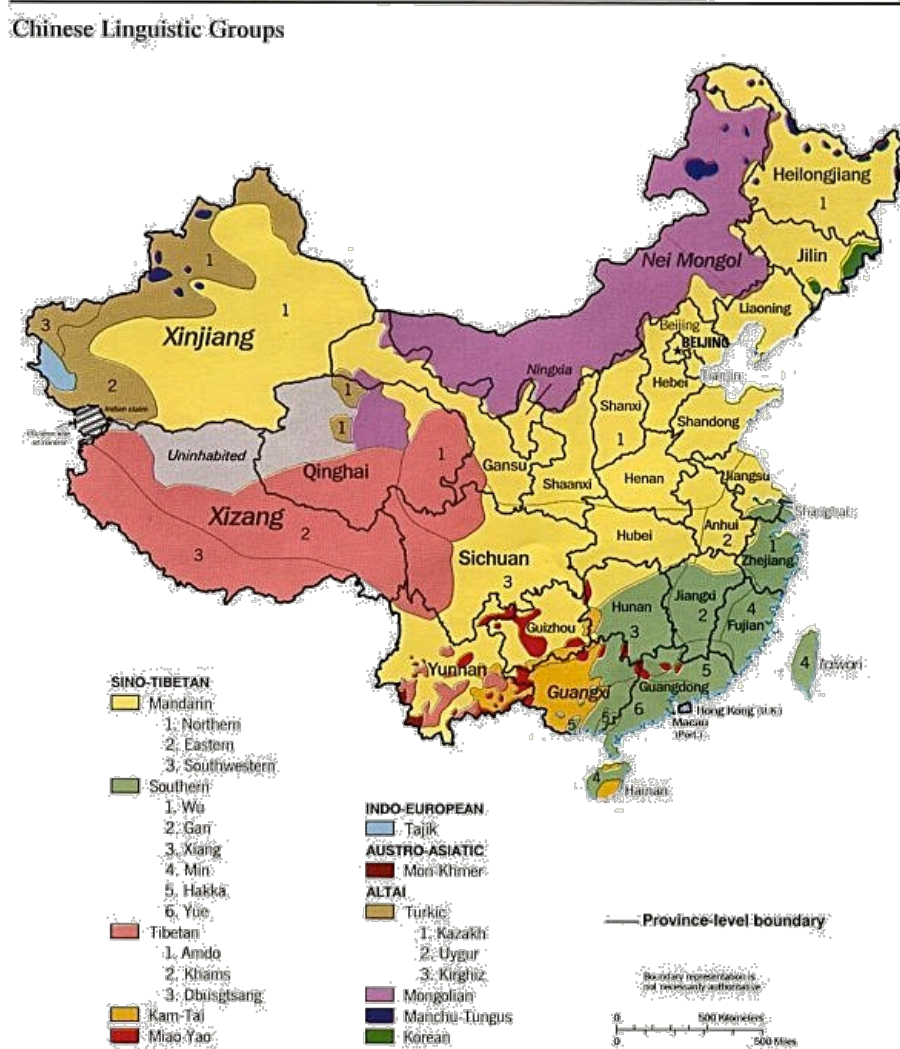 Chinese Linguistic Groups
Heilongjiang
1
Jilin
Nei Mongol
Liaoning
1
Xinjiang
1
3
2
Indian claim
Beijing
BEIJING
Tianjin
Hebei
Ningxia
Shanxi
1
Shandong
1
1
1
Uninhabited
Qinghai
Gansu
Shaanxi
Henan
Jiangsu
Shanghai
Xizang
2
3
Anhui
2
Hubei
1
Zhejiang
Sichuan
3
Hunan
3
Jiangxi
2
4
Fujian
Guizhou
Yunnan
Guangxi
5
5
Guangdong
6
5
4
Taiwan
Hong Kong (U.K.)
Macau
(Port.)
4
Hainan
SINO-TIBETAN
Mandarin
1. Northern
2. Eastern
3. Southwestern
Southern
1. Wu
2. Gan
3. Xiang
4. Min
5. Hakka
6. Yue
Tibetan
1. Amdo
2. Khams
3. Dbusgtsang
Kam-Tai
Miao-Yao
INDO-EUROPEAN
Tajik
AUSTRO-ASIATIC
Mon-Khmer
ALTAI
Turkic
1. Kazakh
2. Uygur
3. Kirghiz
Mongolian
Manchu-Tungus
Korean
Province-level boundary
Boundary representation is
not necessarily authoritative
0 500 Kilometers
0 500 Miles